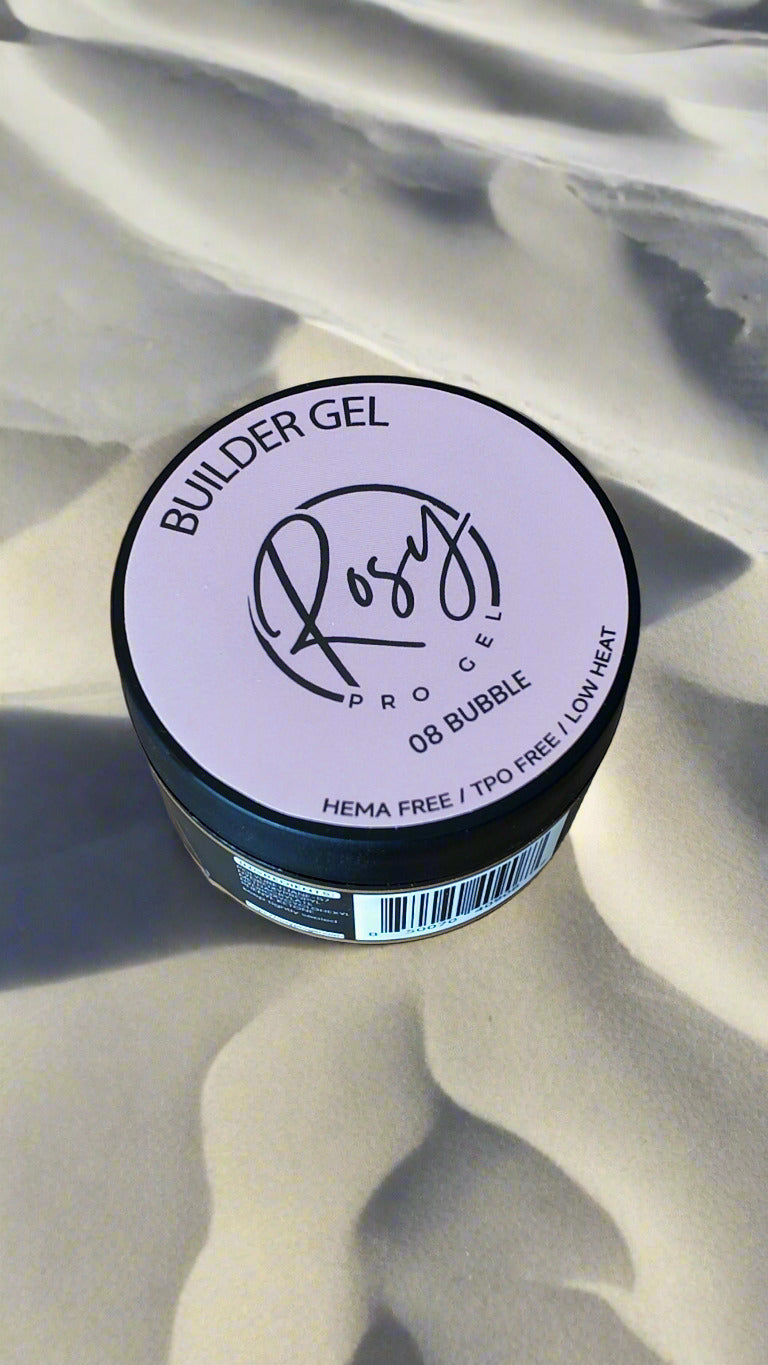 BUILDER GEL
Rosy
PRO GEL
08 BUBBLE
HEMA FREE / TPO FREE / LOW HEAT